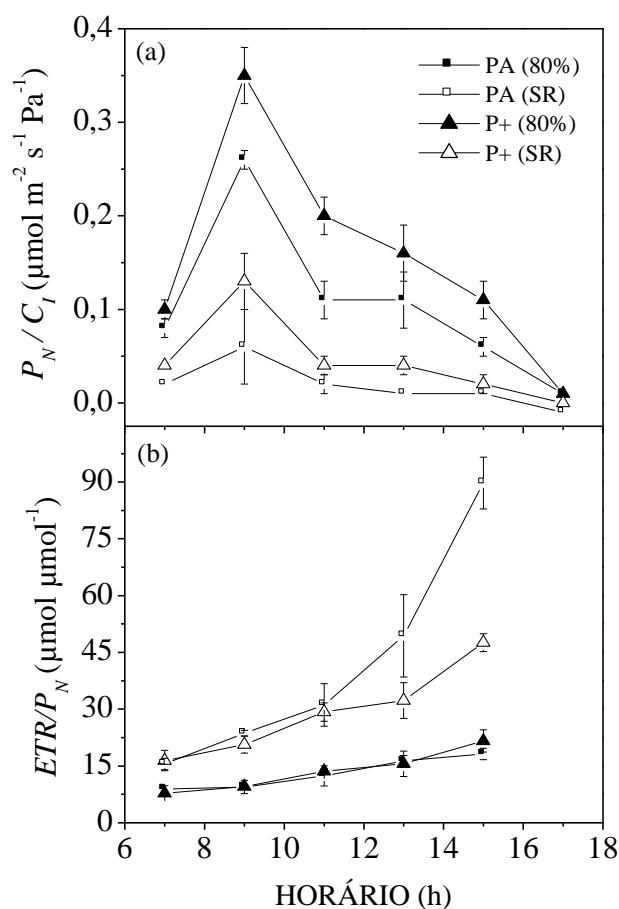 0,4
(a)
PA (80%)
PA (SR)
P+ (80%)
P+ (SR)
0,3
0,2
0,1
0,0
P_N / C_I (µmol m⁻² s⁻¹ Pa⁻¹)
(b)
90
75
60
45
30
15
0
ETR/P_N (µmol µmol⁻¹)
6 8 10 12 14 16 18
HORÁRIO (h)